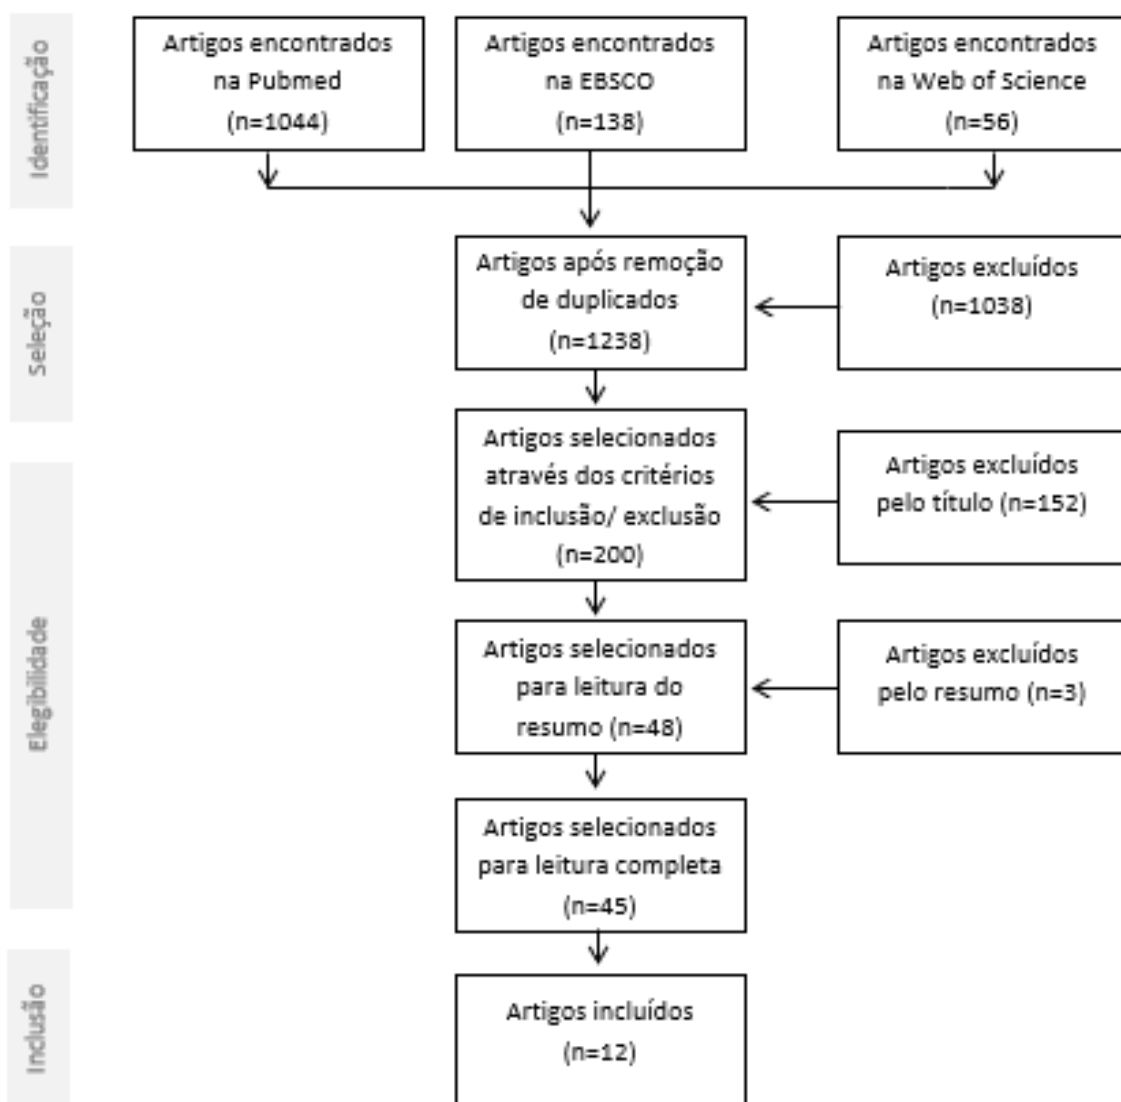 Identificação
Artigos encontrados
na Pubmed
(n=1044)
Artigos encontrados
na EBSCO
(n=138)
Artigos encontrados
na Web of Science
(n=56)
Seleção
Artigos após remoção
de duplicados
(n=1238)
Artigos excluídos
(n=1038)
Elegibilidade
Artigos selecionados
através dos critérios
de inclusão/ exclusão
(n=200)
Artigos excluídos
pelo título (n=152)
Artigos selecionados
para leitura do
resumo (n=48)
Artigos excluídos
pelo resumo (n=3)
Artigos selecionados
para leitura completa
(n=45)
Inclusão
Artigos incluídos
(n=12)